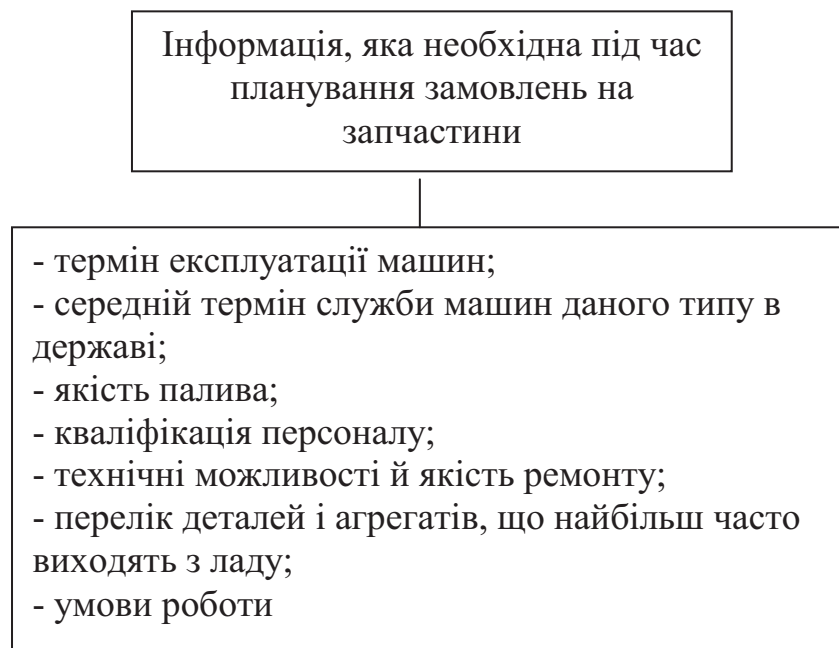 Інформація, яка необхідна під час
планування замовлень на
запчастини
- термін експлуатації машин;
- середній термін служби машин даного типу в
державі;
- якість палива;
- кваліфікація персоналу;
- технічні можливості й якість ремонту;
- перелік деталей і агрегатів, що найбільш часто
виходять з ладу;
- умови роботи